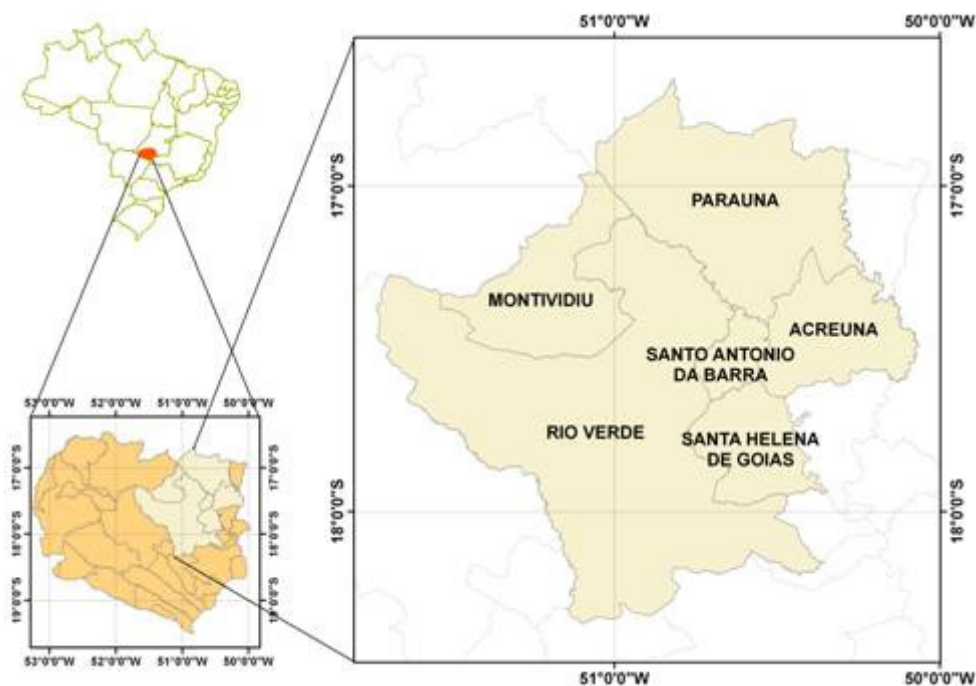 51°0'0"W
50°0'0"W
17°0'0"S
17°0'0"S
PARAUNA
MONTIVIDIU
ACREUNA
SANTO ANTONIO
DA BARRA
RIO VERDE
SANTA HELENA
DE GOIAS
18°0'0"S
18°0'0"S
51°0'0"W
50°0'0"W
53°0'0"W
52°0'0"W
51°0'0"W
50°0'0"W
17°0'0"S
17°0'0"S
18°0'0"S
18°0'0"S
19°0'0"S
19°0'0"S
53°0'0"W
52°0'0"W
51°0'0"W
50°0'0"W